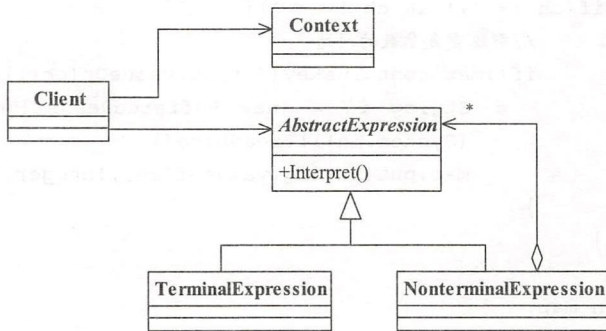 Context
Client
AbstractExpression
*
+Interpret()
TerminalExpression
NonterminalExpression